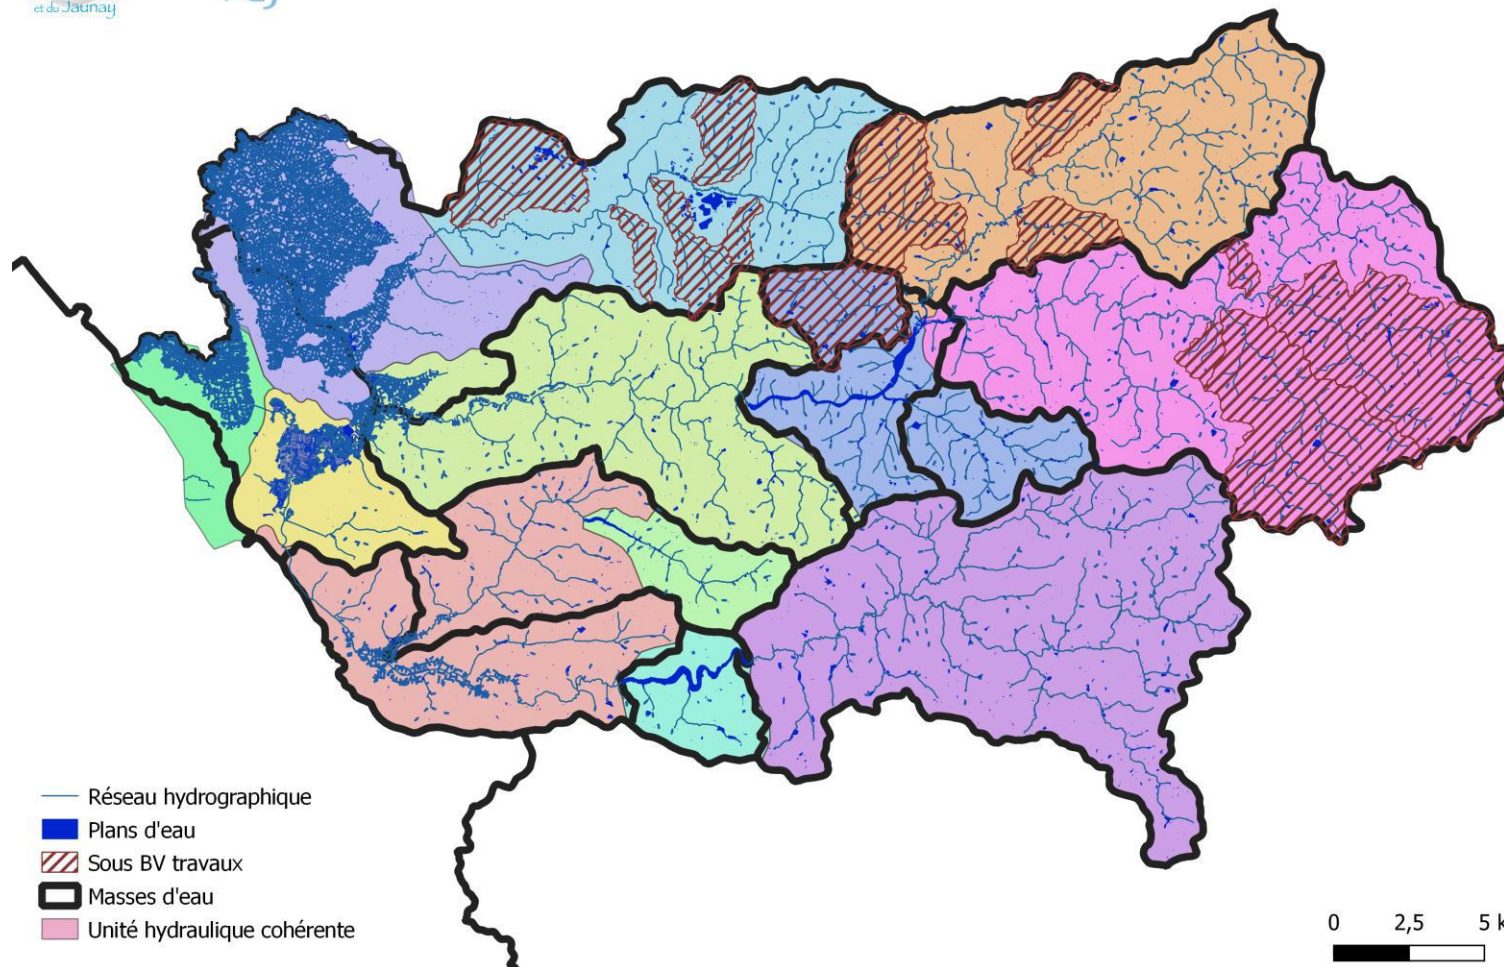 et du Jaunay
Réseau hydrographique
Plans d'eau
Sous BV travaux
Masses d'eau
Unité hydraulique cohérente
0 2,5 5 k